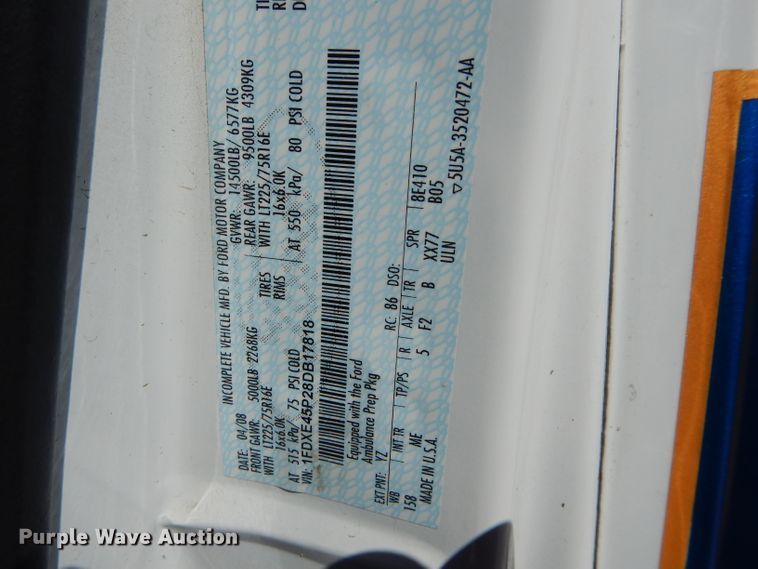 INCOMPLETE VEHICLE MFD. BY FORD MOTOR COMPANY
DATE: 04/08 GVWR: 14500LB/ 6577KG
FRONT GAWR: 5000LB 2268KG REAR GAWR: 9500LB 4309KG
WITH LT225/75R16E TIRES WITH LT225/75R16E
16x6.0K RIMS 16x6.0K
AT 515 kPa/ 75 PSI COLD AT 550 kPa/ 80 PSI COLD
VIN: 1FDXE45P28DB17818
Equipped with the Ford
Ambulance Prep Pkg
EXT PNT: YZ RC: 86 DSO:
WB INT TR TP/PS R AXLE TR SPR
158 ME 5 F2 B XX77 8E410
ULN B05
MADE IN U.S.A.
▽5U5A-3520472-AA
Purple Wave Auction